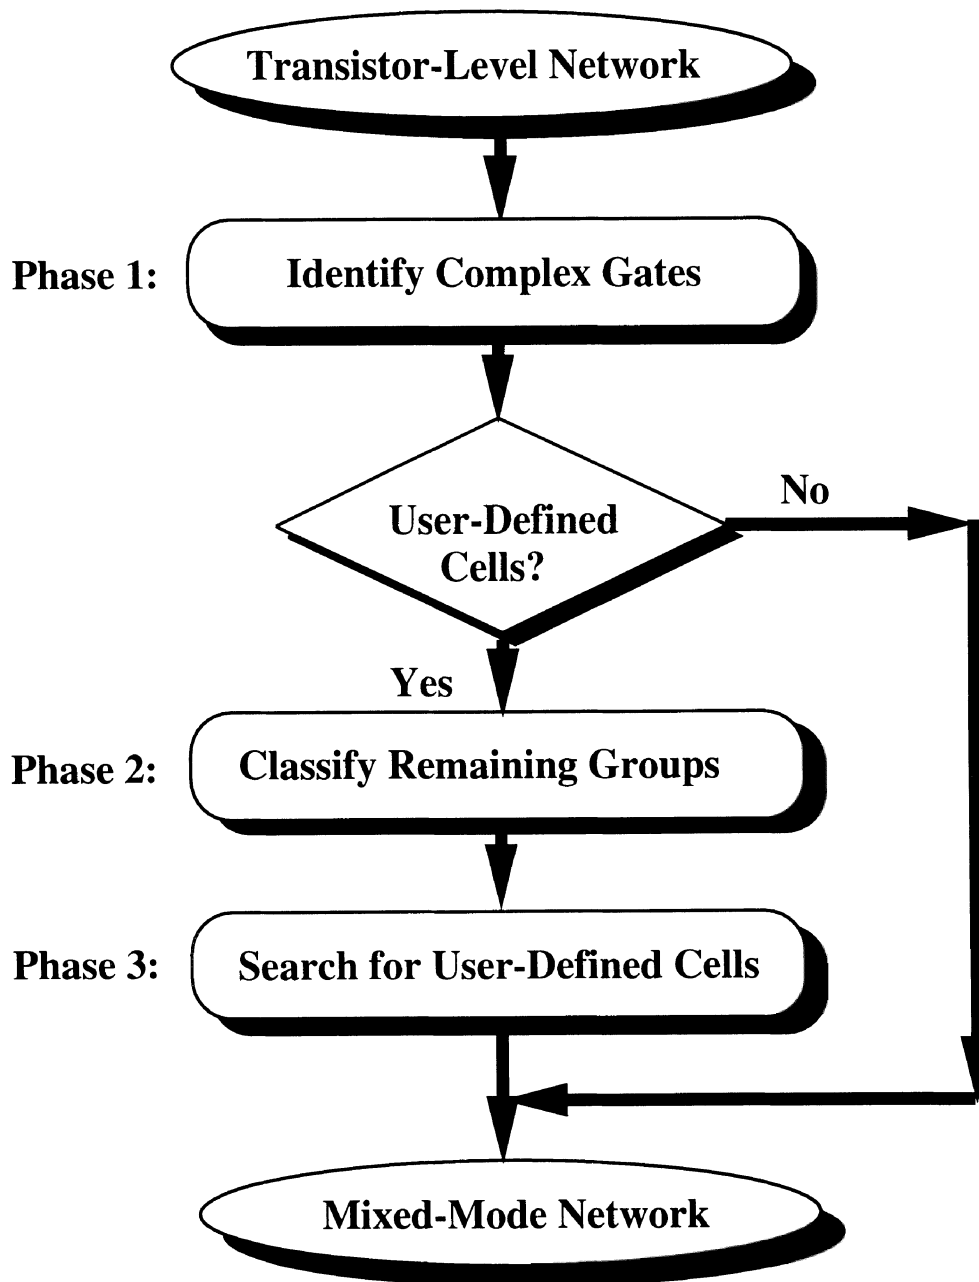 Transistor-Level Network
Phase 1:
Identify Complex Gates
User-Defined
Cells?
No
Yes
Phase 2:
Classify Remaining Groups
Phase 3:
Search for User-Defined Cells
Mixed-Mode Network